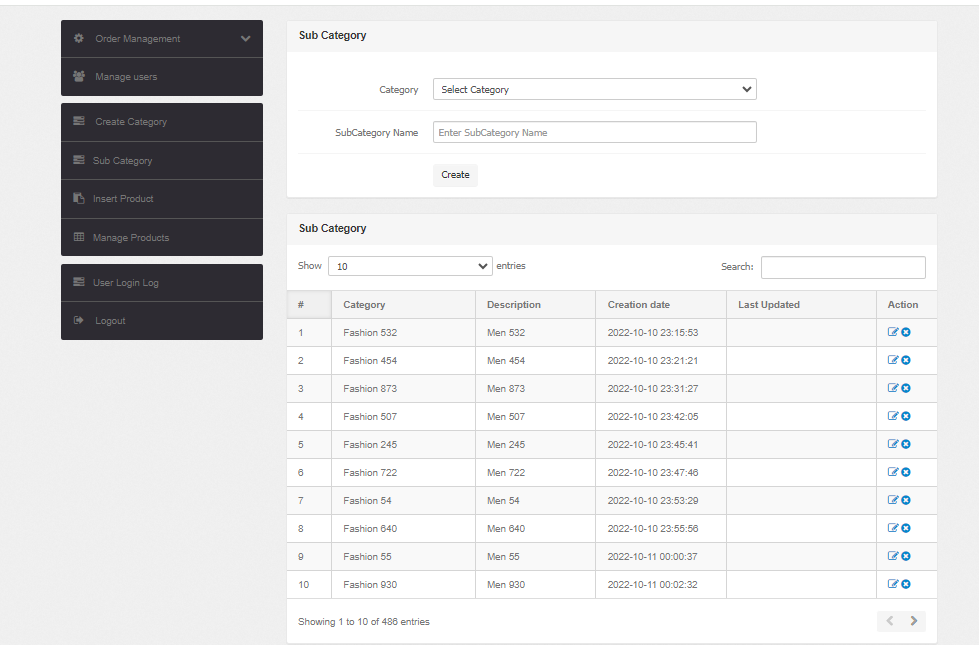 Order Management
Manage users
Create Category
Sub Category
Insert Product
Manage Products
User Login Log
Logout
Sub Category
Category Select Category
SubCategory Name Enter SubCategory Name
Create
Sub Category
Show 10 entries Search:
# Category Description Creation date Last Updated Action
1 Fashion 532 Men 532 2022-10-10 23:15:53
2 Fashion 454 Men 454 2022-10-10 23:21:21
3 Fashion 873 Men 873 2022-10-10 23:31:27
4 Fashion 507 Men 507 2022-10-10 23:42:05
5 Fashion 245 Men 245 2022-10-10 23:45:41
6 Fashion 722 Men 722 2022-10-10 23:47:46
7 Fashion 54 Men 54 2022-10-10 23:53:29
8 Fashion 640 Men 640 2022-10-10 23:55:56
9 Fashion 55 Men 55 2022-10-11 00:00:37
10 Fashion 930 Men 930 2022-10-11 00:02:32
Showing 1 to 10 of 486 entries